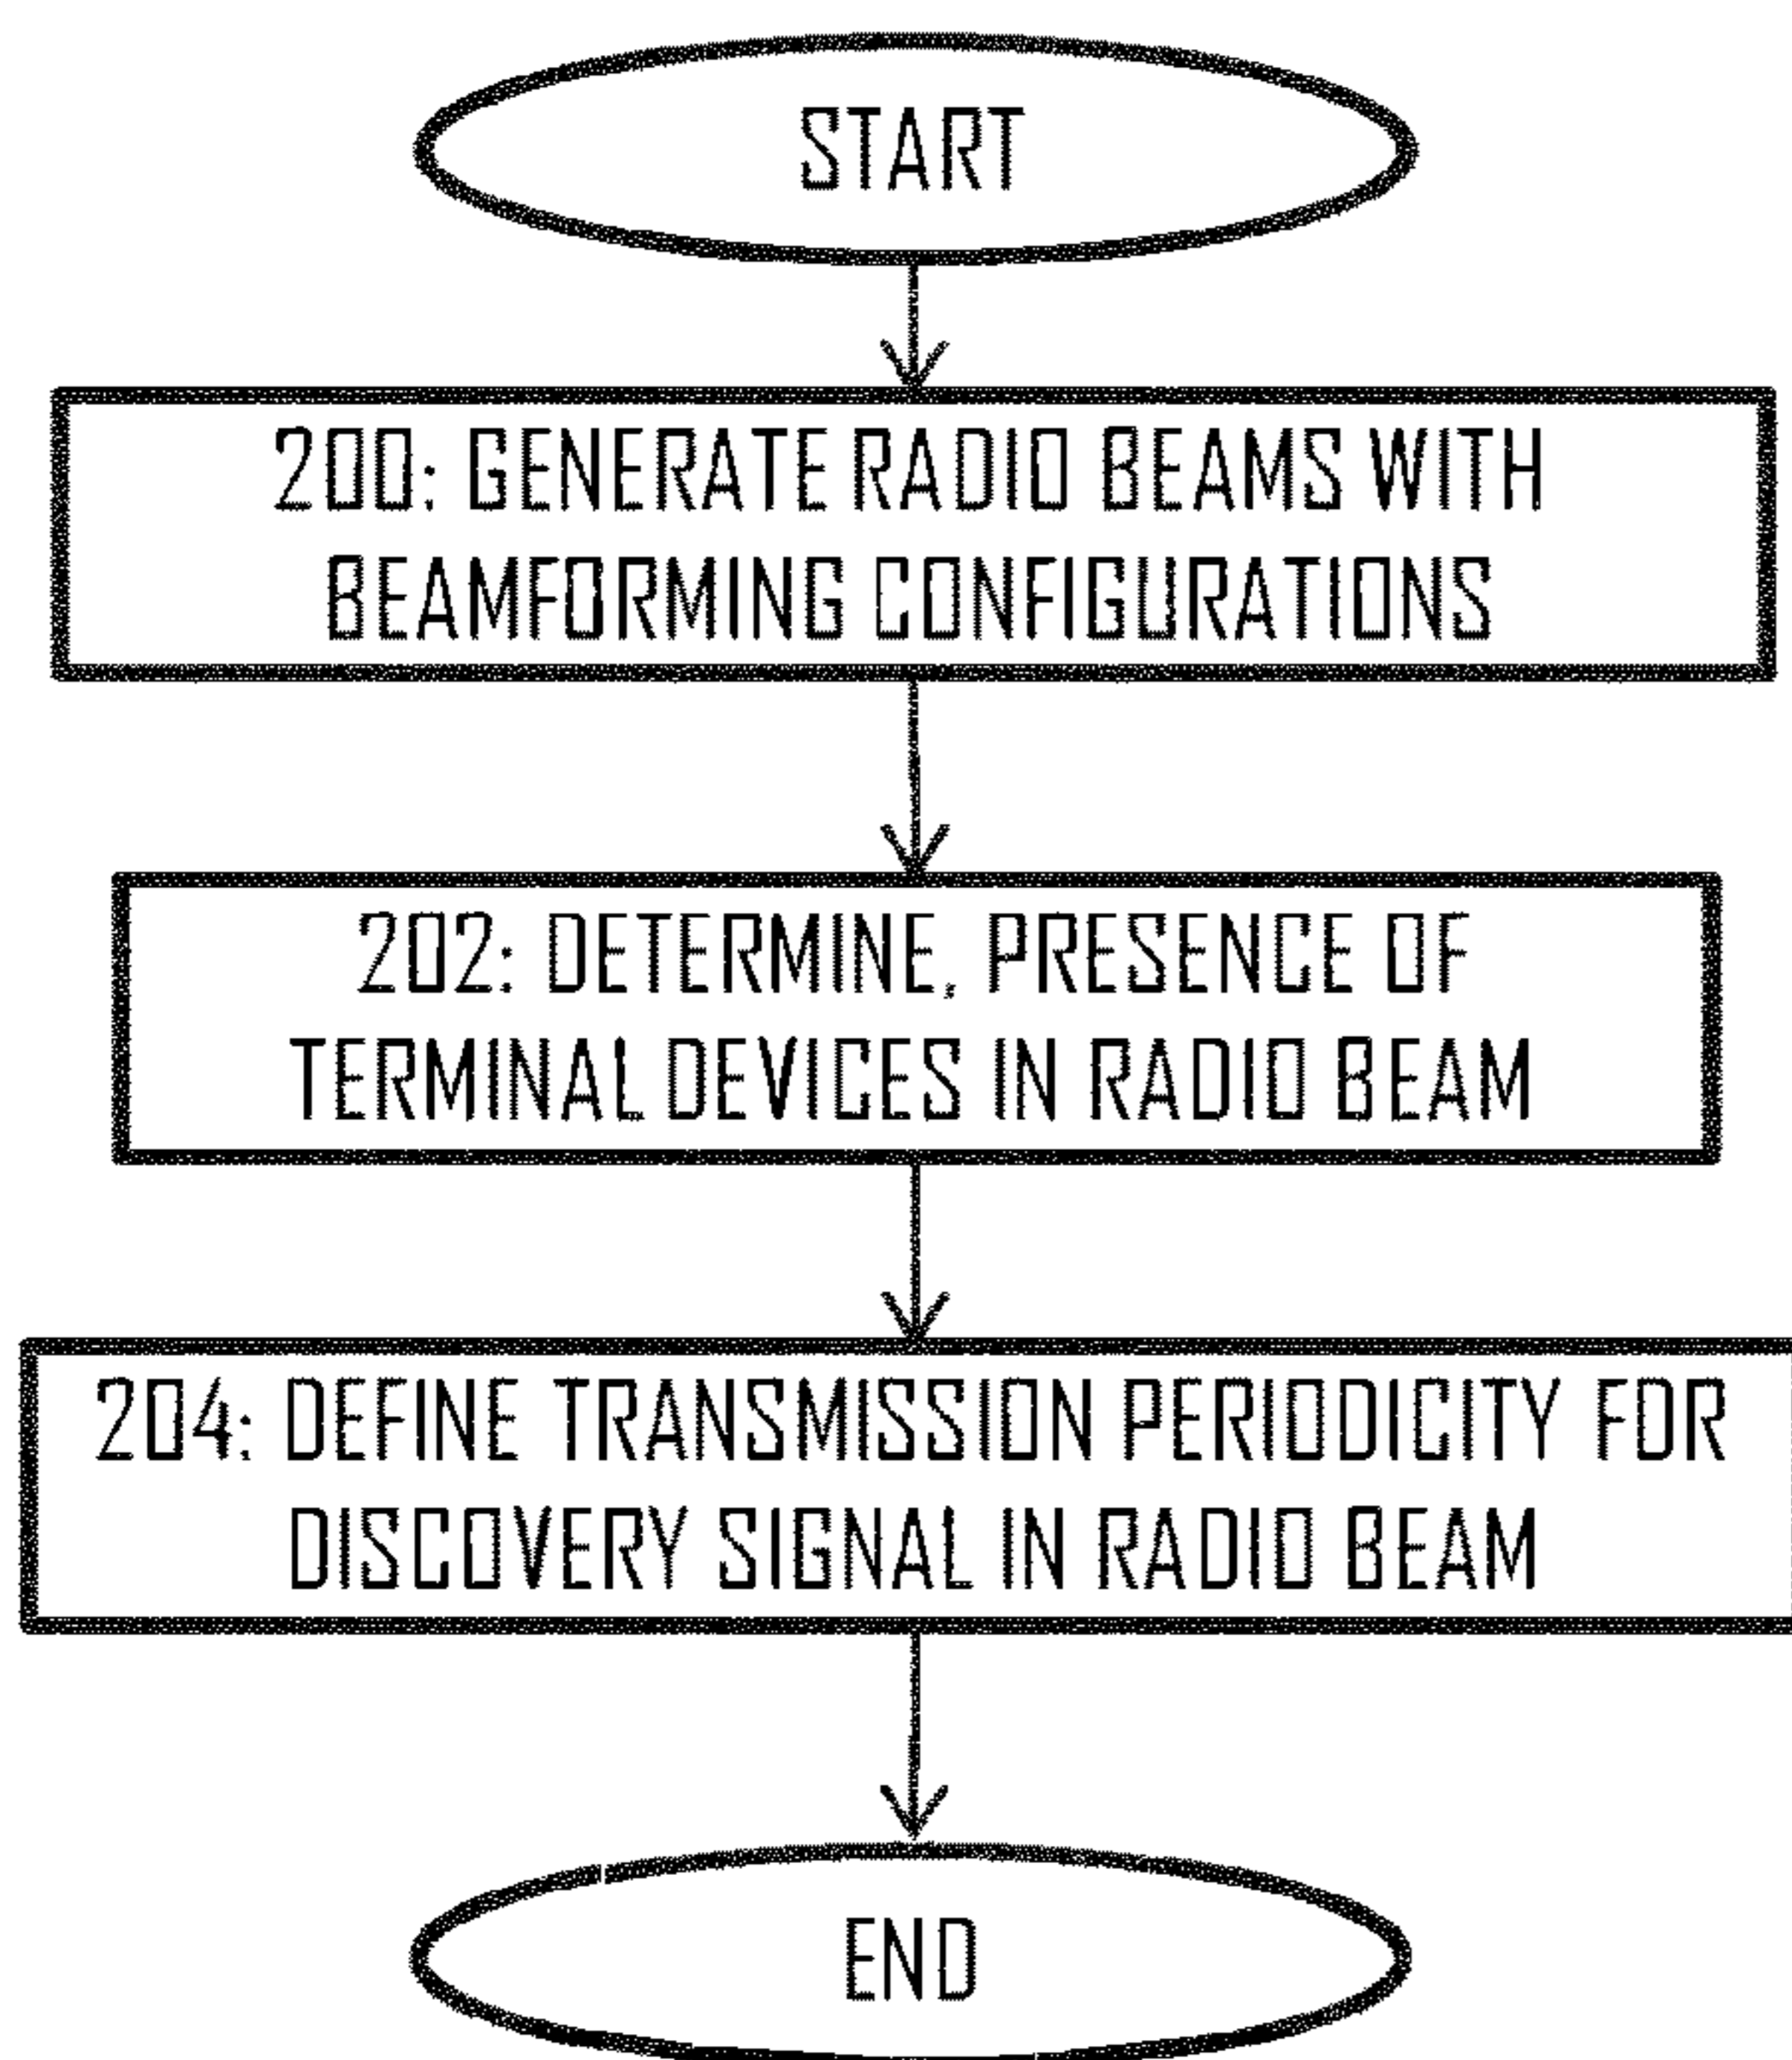 START
200: GENERATE RADIO BEAMS WITH
BEAMFORMING CONFIGURATIONS
202: DETERMINE, PRESENCE OF
TERMINAL DEVICES IN RADIO BEAM
204: DEFINE TRANSMISSION PERIODICITY FOR
DISCOVERY SIGNAL IN RADIO BEAM
END